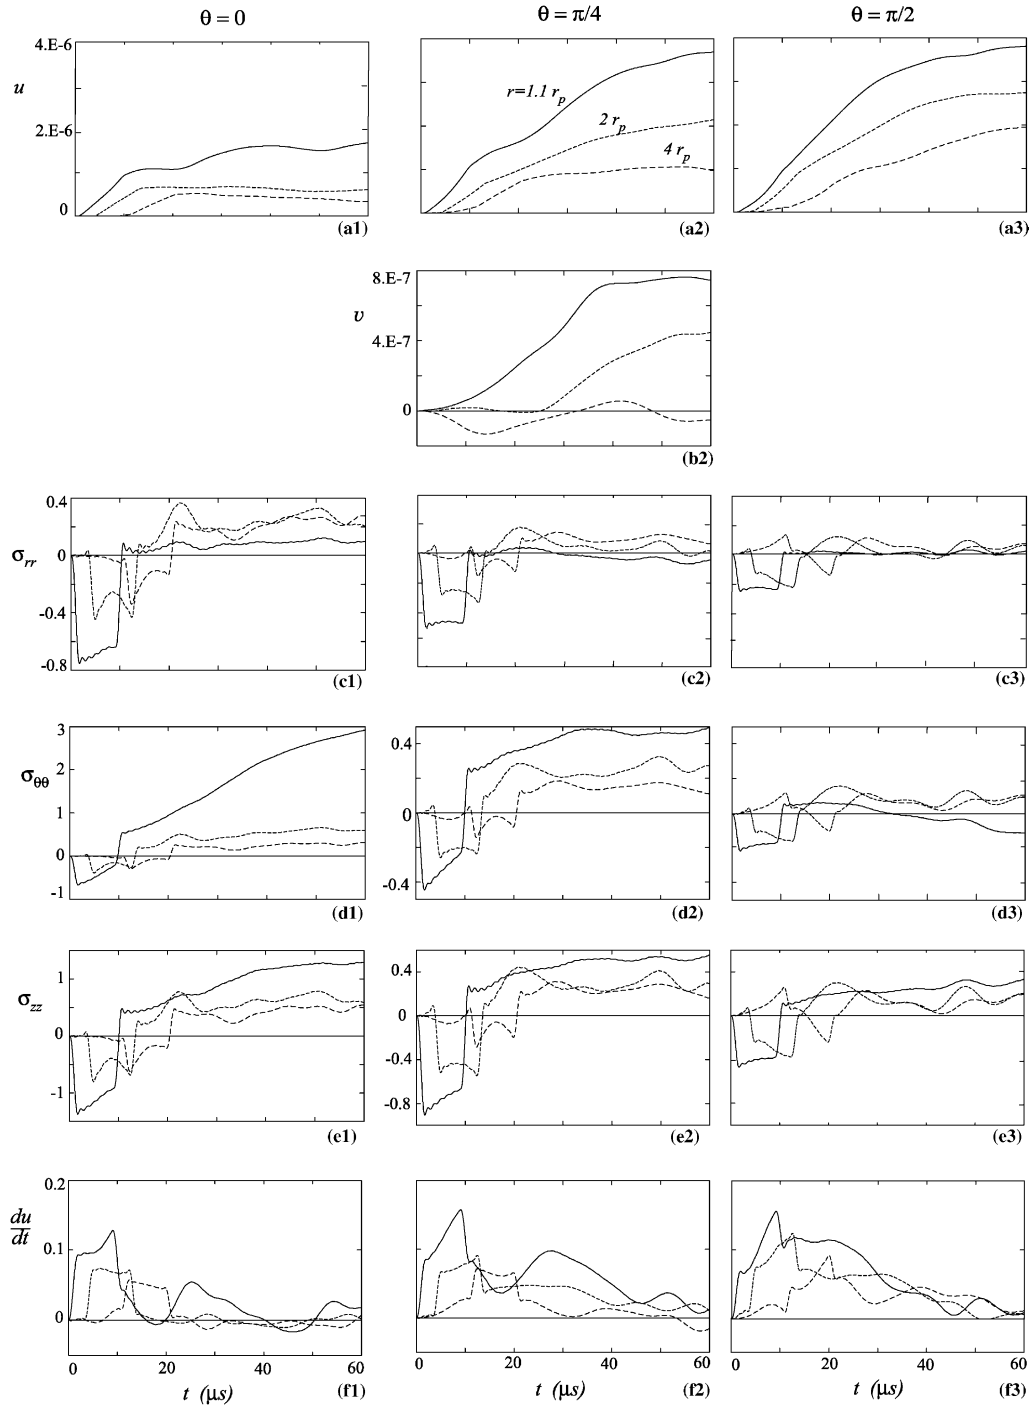 θ = 0 θ = π/4 θ = π/2
4.E-6
u
2.E-6
0
r=1.1 r_p
2 r_p
4 r_p
(a1) (a2) (a3)
8.E-7
v
4.E-7
0
(b2)
0.4
σ_rr
0
-0.4
-0.8
(c1) (c2) (c3)
3
2
σ_θθ
1
0
-1
0.4
0
-0.4
(d1) (d2) (d3)
1
σ_zz
0
-1
0.4
0
-0.4
-0.8
(e1) (e2) (e3)
0.2
du/dt
0.1
0
0 20 40 60 0 20 40 60 0 20 40 60
t (μs) (f1) t (μs) (f2) t (μs) (f3)